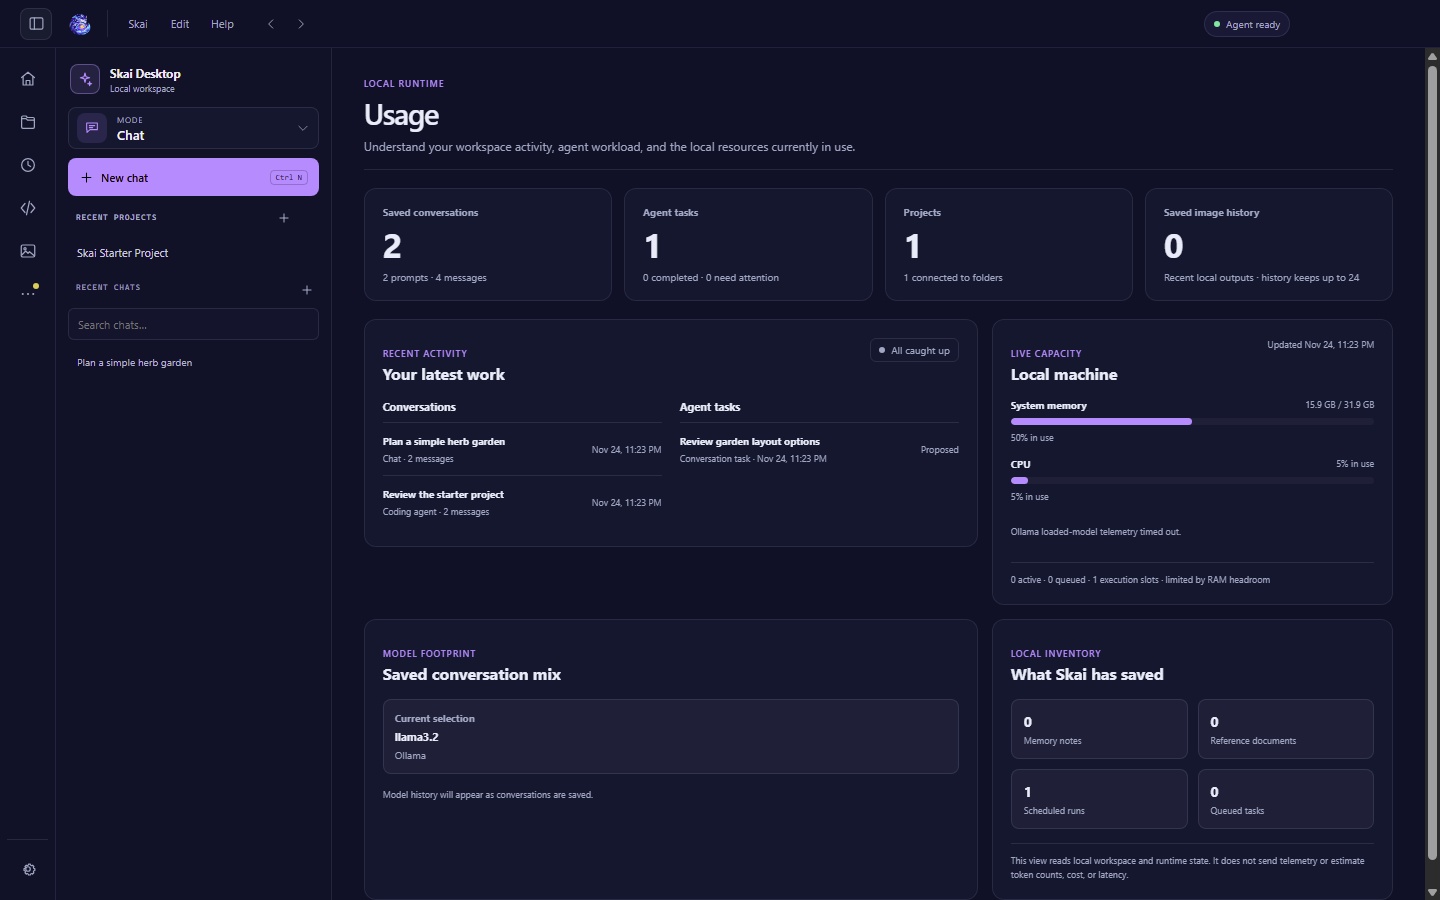 Skai
Edit
Help
Agent ready
Skai Desktop
Local workspace
MODE
Chat
New chat
Ctrl N
RECENT PROJECTS
Skai Starter Project
RECENT CHATS
Search chats...
Plan a simple herb garden
LOCAL RUNTIME
Usage
Understand your workspace activity, agent workload, and the local resources currently in use.
Saved conversations
2
2 prompts · 4 messages
Agent tasks
1
0 completed · 0 need attention
Projects
1
1 connected to folders
Saved image history
0
Recent local outputs · history keeps up to 24
RECENT ACTIVITY
Your latest work
All caught up
Conversations
Plan a simple herb garden
Chat · 2 messages
Nov 24, 11:23 PM
Review the starter project
Coding agent · 2 messages
Nov 24, 11:23 PM
Agent tasks
Review garden layout options
Conversation task · Nov 24, 11:23 PM
Proposed
LIVE CAPACITY
Local machine
Updated Nov 24, 11:23 PM
System memory
15.9 GB / 31.9 GB
50% in use
CPU
5% in use
5% in use
Ollama loaded-model telemetry timed out.
0 active · 0 queued · 1 execution slots · limited by RAM headroom
MODEL FOOTPRINT
Saved conversation mix
Current selection
llama3.2
Ollama
Model history will appear as conversations are saved.
LOCAL INVENTORY
What Skai has saved
0
Memory notes
0
Reference documents
1
Scheduled runs
0
Queued tasks
This view reads local workspace and runtime state. It does not send telemetry or estimate
token counts, cost, or latency.